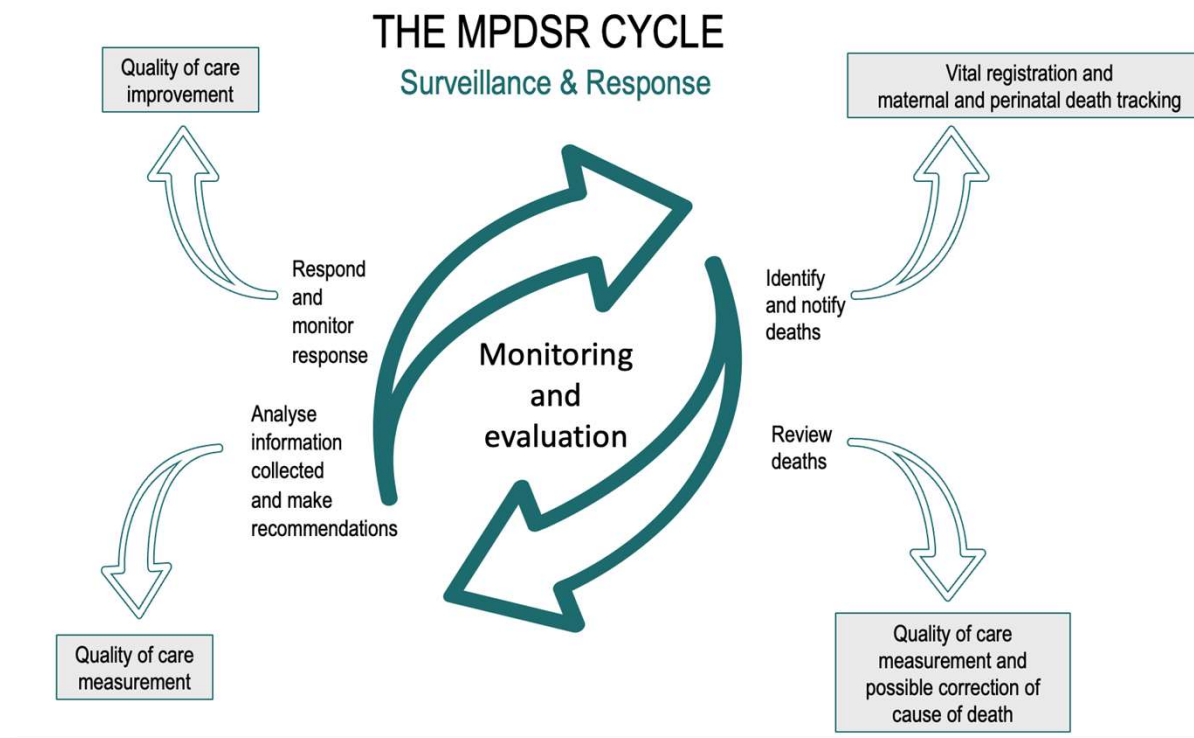 THE MPDSR CYCLE
Surveillance & Response
Quality of care
improvement
Vital registration and
maternal and perinatal death tracking
Respond
and
monitor
response
Identify
and notify
deaths
Monitoring
and
evaluation
Analyse
information
collected
and make
recommendations
Review
deaths
Quality of care
measurement
Quality of care
measurement and
possible correction of
cause of death